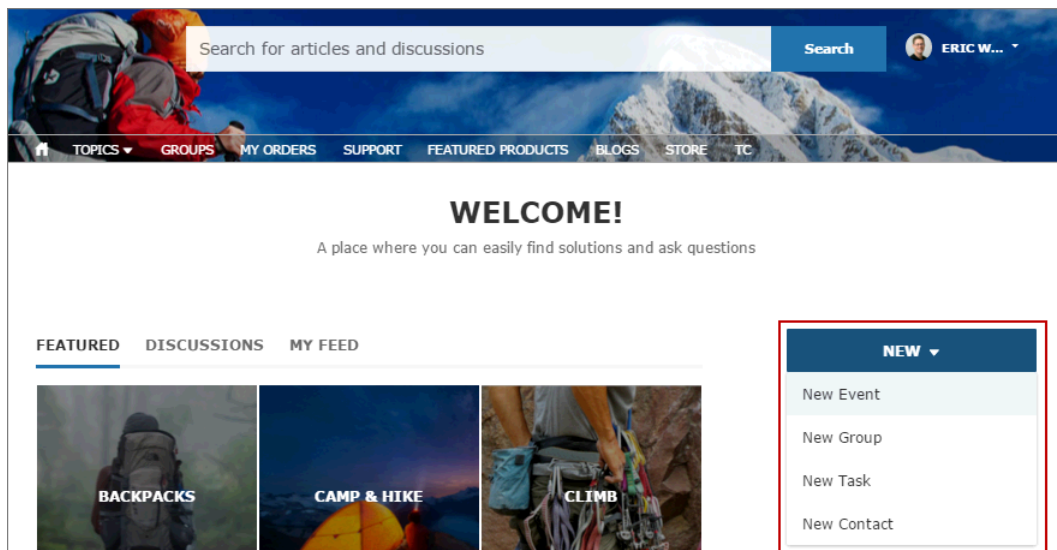 Search for articles and discussions
Search
ERIC W...
TOPICS
GROUPS
MY ORDERS
SUPPORT
FEATURED PRODUCTS
BLOGS
STORE
TC
WELCOME!
A place where you can easily find solutions and ask questions
FEATURED
DISCUSSIONS
MY FEED
NEW
New Event
New Group
New Task
New Contact
BACKPACKS
CAMP & HIKE
CLIMB